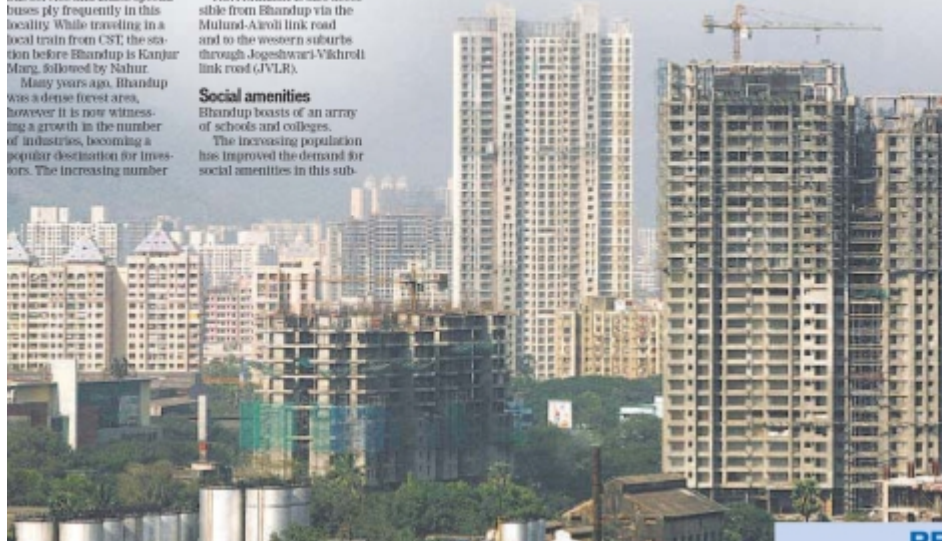 buses ply frequently in this
locality. While traveling in a
local train from CST, the sta-
tion before Bhandup is Kanjur
Marg, followed by Nahur.
Many years ago, Bhandup
was a dense forest area,
however it is now witness-
ing a growth in the number
of industries, becoming a
popular destination for inves-
tors. The increasing number
sible from Bhandup via the
Mulund-Airoli link road
and to the western suburbs
through Jogeshwari-Vikhroli
link road (JVLR).
Social amenities
Bhandup boasts of an array
of schools and colleges.
The increasing population
has improved the demand for
social amenities in this sub-